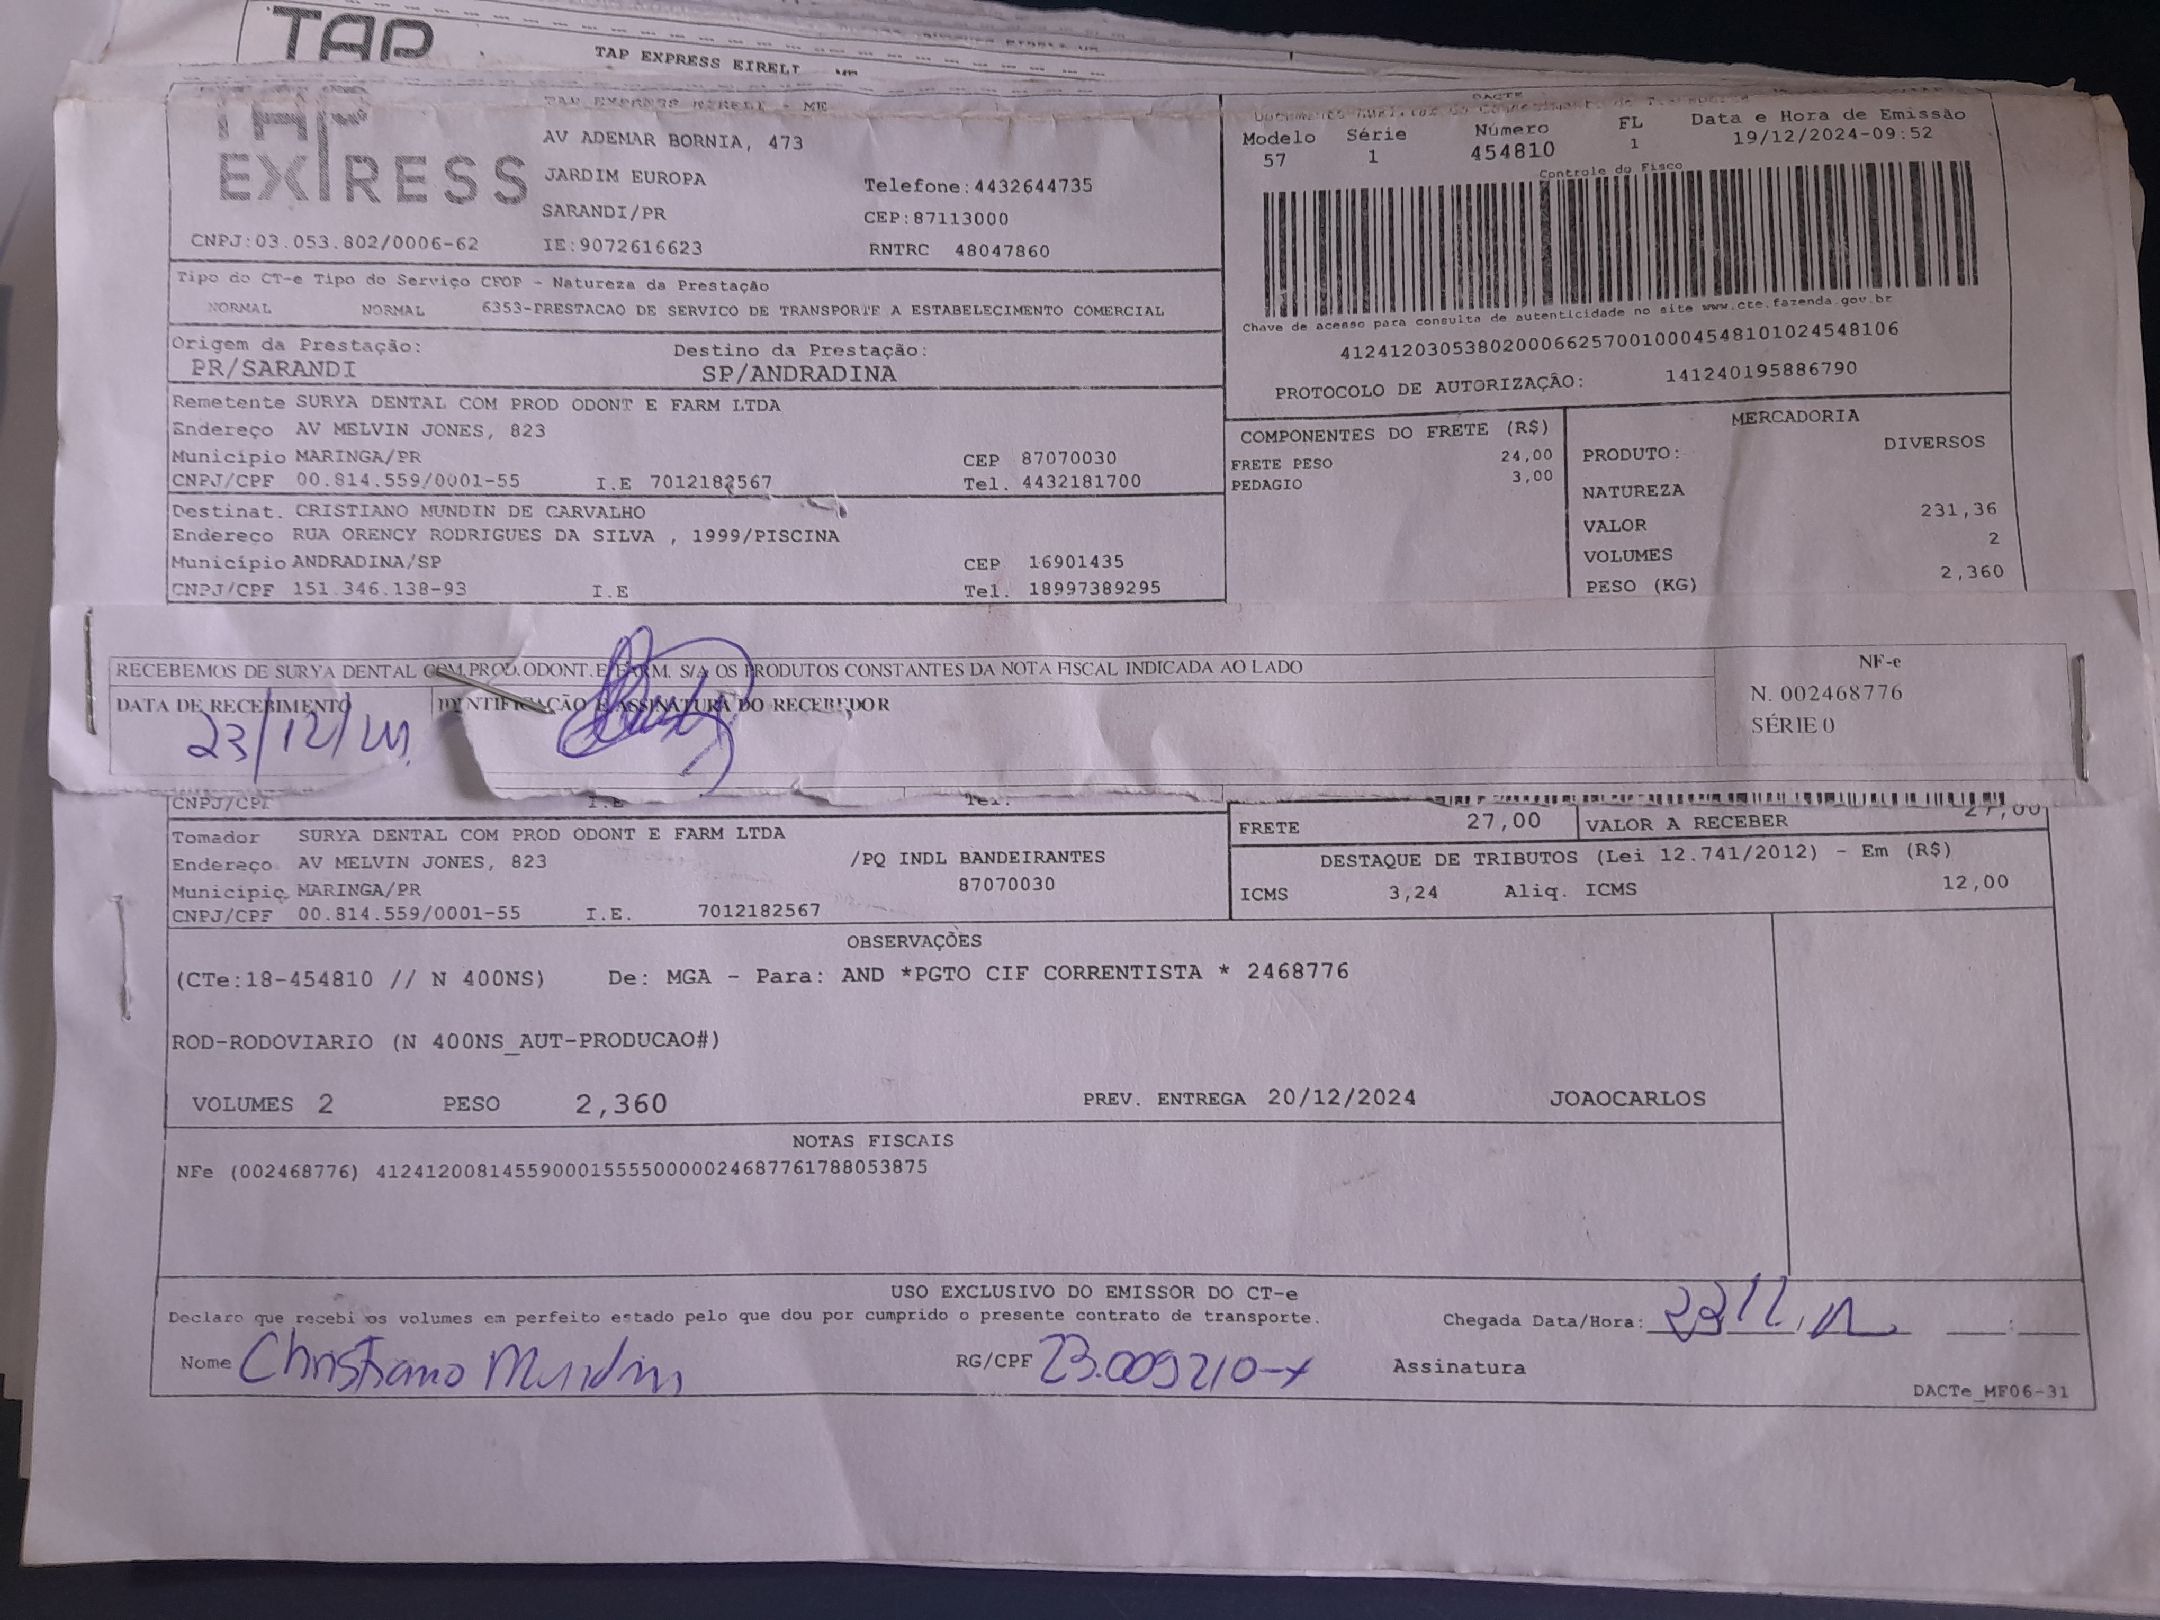 TAP
TAP EXPRESS EIRELI
TAP EXPRESS EIRELI - ME
DACTE
EXPRESS
AV ADEMAR BORNIA, 473
Modelo Série Número FL Data e Hora de Emissão
57 1 454810 1 19/12/2024-09:52
JARDIM EUROPA Telefone:4432644735
Controle do Fisco
SARANDI/PR CEP:87113000
CNPJ:03.053.802/0006-62 IE:9072616623 RNTRC 48047860
Tipo do CT-e Tipo do Serviço CFOP - Natureza da Prestação
NORMAL NORMAL 6353-PRESTACAO DE SERVICO DE TRANSPORTE A ESTABELECIMENTO COMERCIAL
Chave de acesso para consulta de autenticidade no site www.cte.fazenda.gov.br
41241203053802000662570010004548101024548106
Origem da Prestação: Destino da Prestação:
PR/SARANDI SP/ANDRADINA
PROTOCOLO DE AUTORIZAÇÃO: 141240195886790
Remetente SURYA DENTAL COM PROD ODONT E FARM LTDA
Endereço AV MELVIN JONES, 823
Município MARINGA/PR CEP 87070030
CNPJ/CPF 00.814.559/0001-55 I.E 7012182567 Tel. 4432181700
COMPONENTES DO FRETE (R$)
FRETE PESO 24,00
PEDAGIO 3,00
MERCADORIA
PRODUTO: DIVERSOS
NATUREZA
VALOR 231,36
VOLUMES 2
PESO (KG) 2,360
Destinat. CRISTIANO MUNDIN DE CARVALHO
Endereço RUA ORENCY RODRIGUES DA SILVA , 1999/PISCINA
Município ANDRADINA/SP CEP 16901435
CNPJ/CPF 151.346.138-93 I.E Tel. 18997389295
RECEBEMOS DE SURYA DENTAL COM.PROD.ODONT.E FARM. S/A OS PRODUTOS CONSTANTES DA NOTA FISCAL INDICADA AO LADO
NF-e
N. 002468776
SÉRIE 0
DATA DE RECEBIMENTO IDENTIFICAÇÃO E ASSINATURA DO RECEBEDOR
23/12/
CNPJ/CPF I.E Tel.
Tomador SURYA DENTAL COM PROD ODONT E FARM LTDA
Endereço AV MELVIN JONES, 823 /PQ INDL BANDEIRANTES
Município MARINGA/PR 87070030
CNPJ/CPF 00.814.559/0001-55 I.E. 7012182567
FRETE 27,00 VALOR A RECEBER 27,00
DESTAQUE DE TRIBUTOS (Lei 12.741/2012) - Em (R$)
ICMS 3,24 Aliq. ICMS 12,00
OBSERVAÇÕES
(CTe:18-454810 // N 400NS) De: MGA - Para: AND *PGTO CIF CORRENTISTA * 2468776
ROD-RODOVIARIO (N 400NS_AUT-PRODUCAO#)
VOLUMES 2 PESO 2,360 PREV. ENTREGA 20/12/2024 JOAOCARLOS
NOTAS FISCAIS
NFe (002468776) 41241200814559000155550000024687761788053875
USO EXCLUSIVO DO EMISSOR DO CT-e
Declaro que recebi os volumes em perfeito estado pelo que dou por cumprido o presente contrato de transporte. Chegada Data/Hora:
Nome Christiano Mundin RG/CPF 23.009210-x Assinatura
DACTe_MF06-31